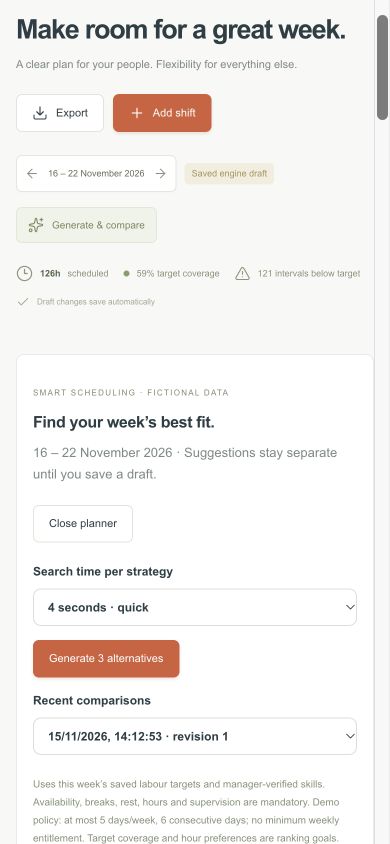 Make room for a great week.
A clear plan for your people. Flexibility for everything else.
Export
Add shift
16 – 22 November 2026
Saved engine draft
Generate & compare
126h scheduled
59% target coverage
121 intervals below target
Draft changes save automatically
SMART SCHEDULING · FICTIONAL DATA
Find your week’s best fit.
16 – 22 November 2026 · Suggestions stay separate
until you save a draft.
Close planner
Search time per strategy
4 seconds · quick
Generate 3 alternatives
Recent comparisons
15/11/2026, 14:12:53 · revision 1
Uses this week’s saved labour targets and manager-verified skills.
Availability, breaks, rest, hours and supervision are mandatory. Demo
policy: at most 5 days/week, 6 consecutive days; no minimum weekly
entitlement. Target coverage and hour preferences are ranking goals.